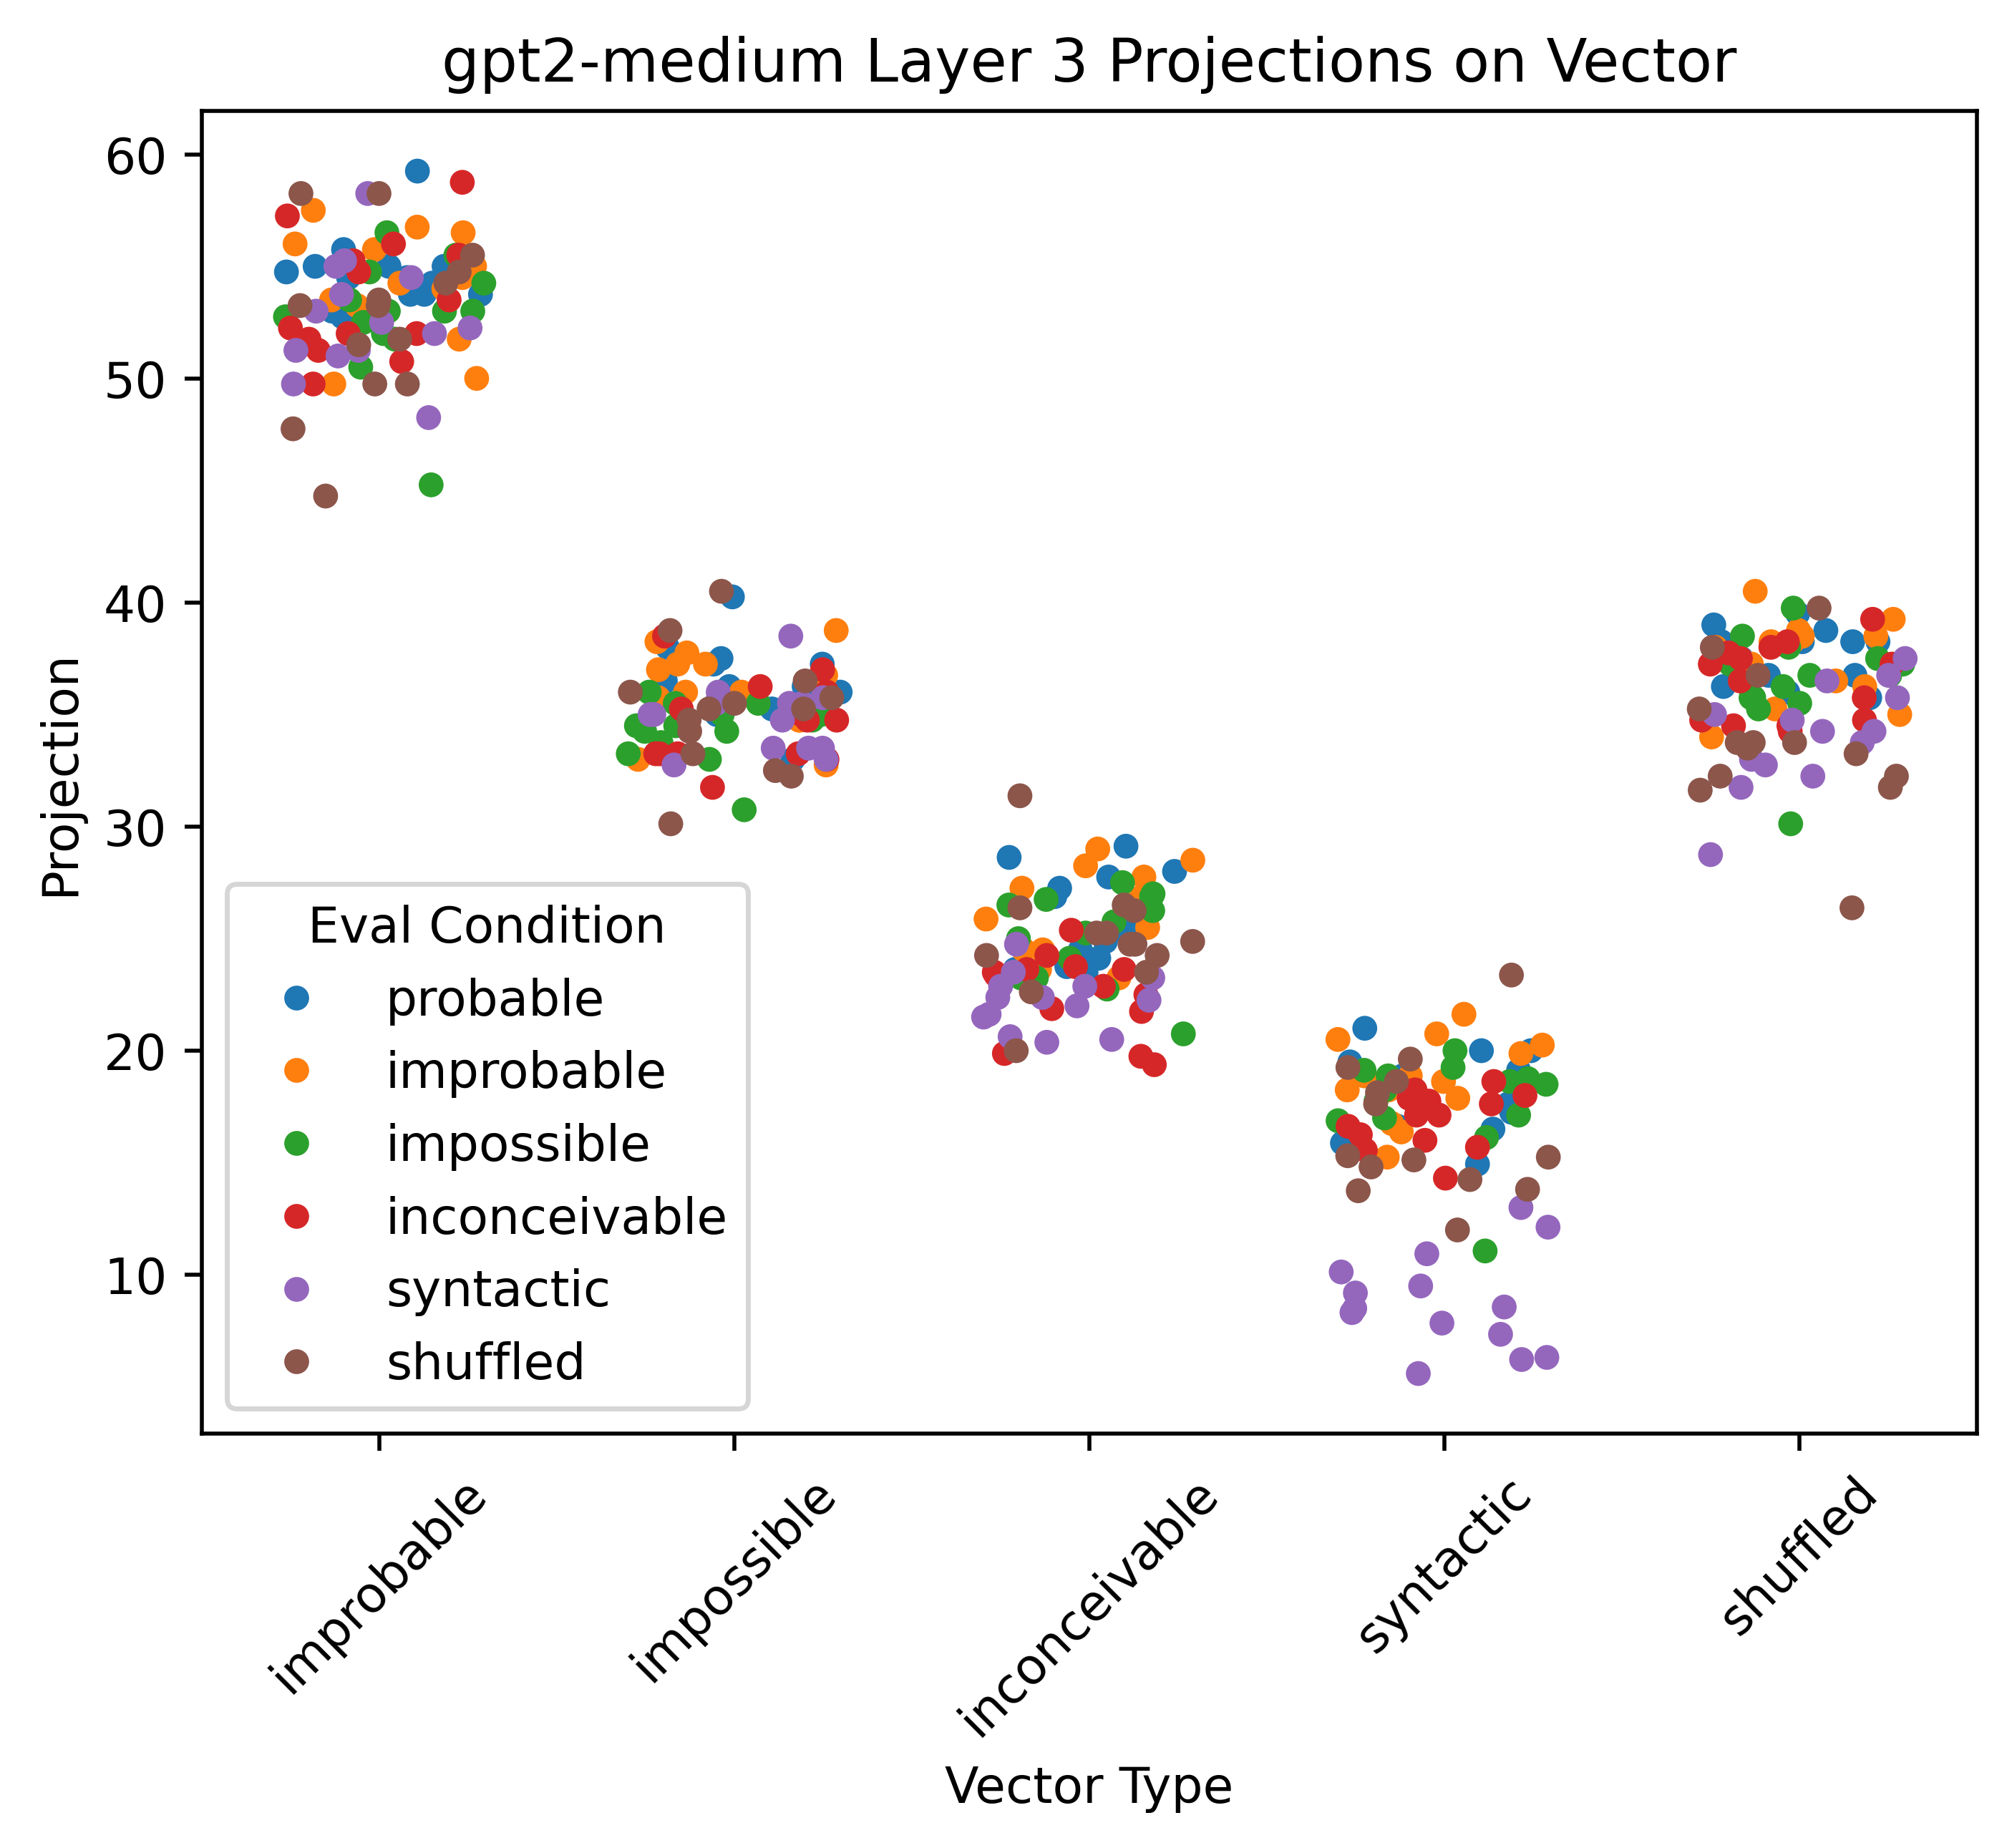 gpt2-medium Layer 3 Projections on Vector
Projection
60
50
40
30
20
10
Eval Condition
probable
improbable
impossible
inconceivable
syntactic
shuffled
improbable
impossible
inconceivable
syntactic
shuffled
Vector Type